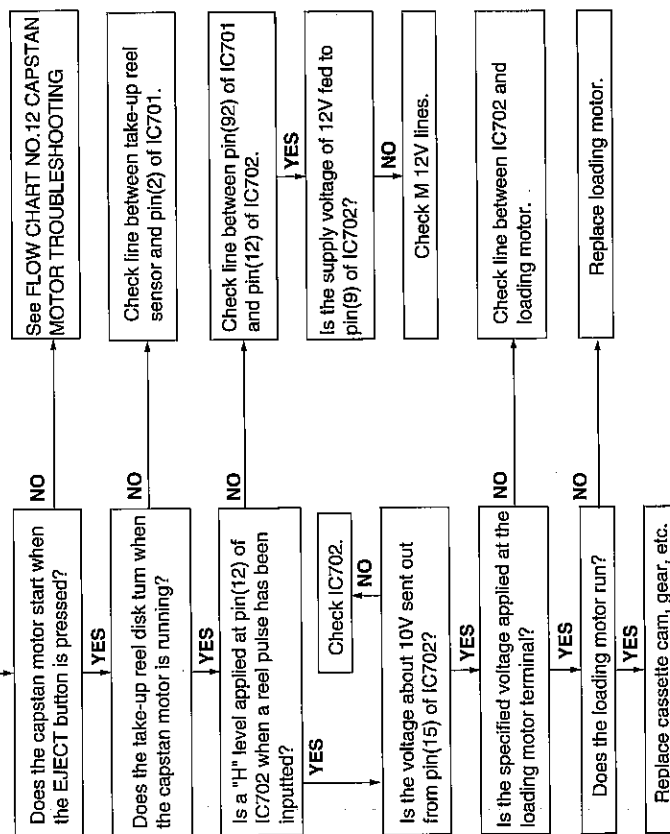 Does the capstan motor start when
the EJECT button is pressed?
NO
See FLOW CHART NO.12 CAPSTAN
MOTOR TROUBLESHOOTING
YES
Does the take-up reel disk turn when
the capstan motor is running?
NO
Check line between take-up reel
sensor and pin(2) of IC701.
YES
Is a "H" level applied at pin(12) of
IC702 when a reel pulse has been
inputted?
NO
Check line between pin(92) of IC701
and pin(12) of IC702.
YES
Is the supply voltage of 12V fed to
pin(9) of IC702?
NO
Check M 12V lines.
YES
Check IC702.
NO
Is the voltage about 10V sent out
from pin(15) of IC702?
YES
Is the specified voltage applied at the
loading motor terminal?
NO
Check line between IC702 and
loading motor.
YES
Does the loading motor run?
NO
Replace loading motor.
YES
Replace cassette cam, gear, etc.